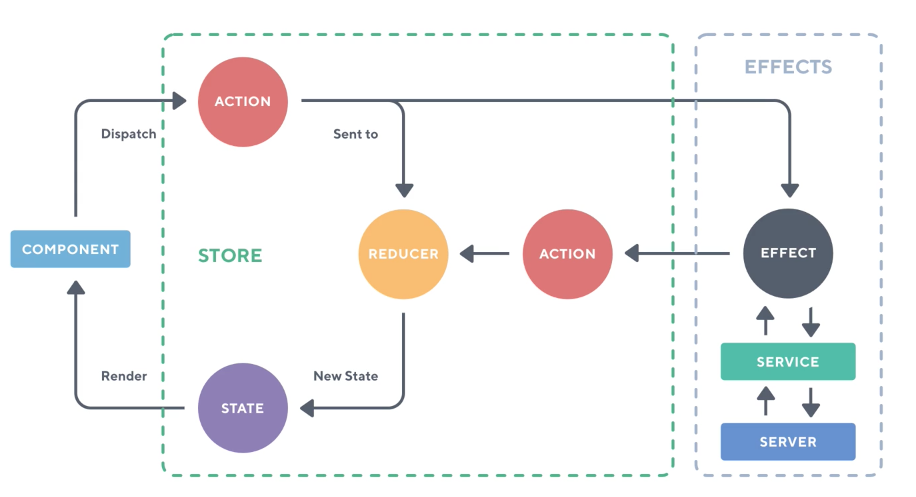 EFFECTS
ACTION
Dispatch
Sent to
COMPONENT
STORE
REDUCER
ACTION
EFFECT
SERVICE
Render
New State
STATE
SERVER